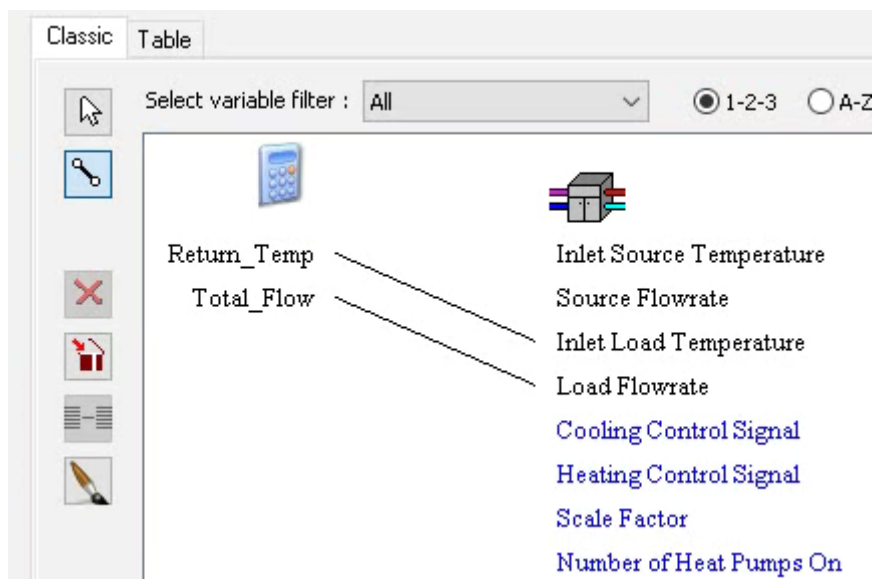 Classic Table
Select variable filter : All 1-2-3 A-Z
Return_Temp Inlet Source Temperature
Total_Flow Source Flowrate
Inlet Load Temperature
Load Flowrate
Cooling Control Signal
Heating Control Signal
Scale Factor
Number of Heat Pumps On